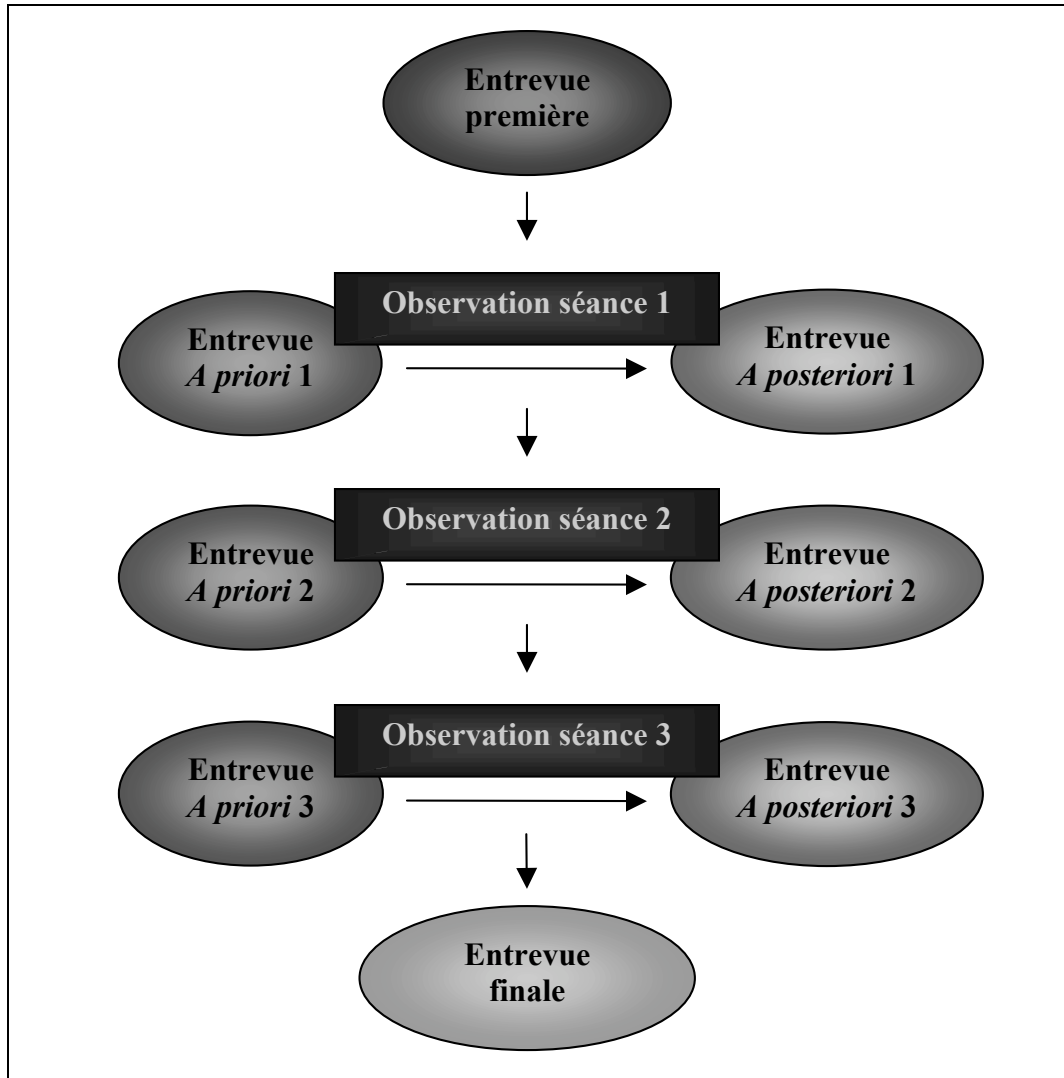 Entrevue
première
Observation séance 1
Entrevue
A priori 1
Entrevue
A posteriori 1
Observation séance 2
Entrevue
A priori 2
Entrevue
A posteriori 2
Observation séance 3
Entrevue
A priori 3
Entrevue
A posteriori 3
Entrevue
finale